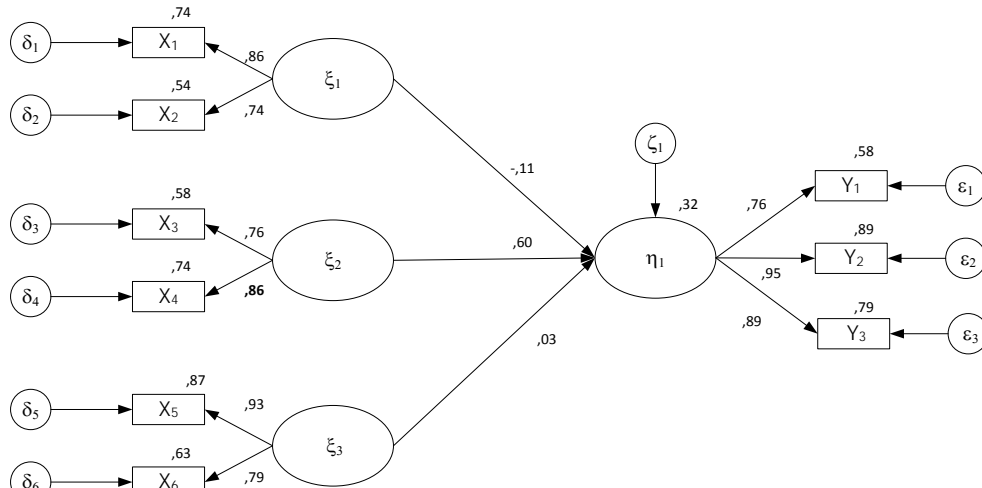 ,74
δ1 X1 ,86 ξ1
,54
δ2 X2 ,74
-,11 ζ1
,58
,58
δ3 X3 ,76 ,32 ,76 Y1 ε1
ξ2 ,60 η1
,89
,74 Y2 ε2
δ4 X4 ,86 ,95
,79
,89 Y3 ε3
,03
,87
δ5 X5 ,93
ξ3
,63
δ6 X6 ,79